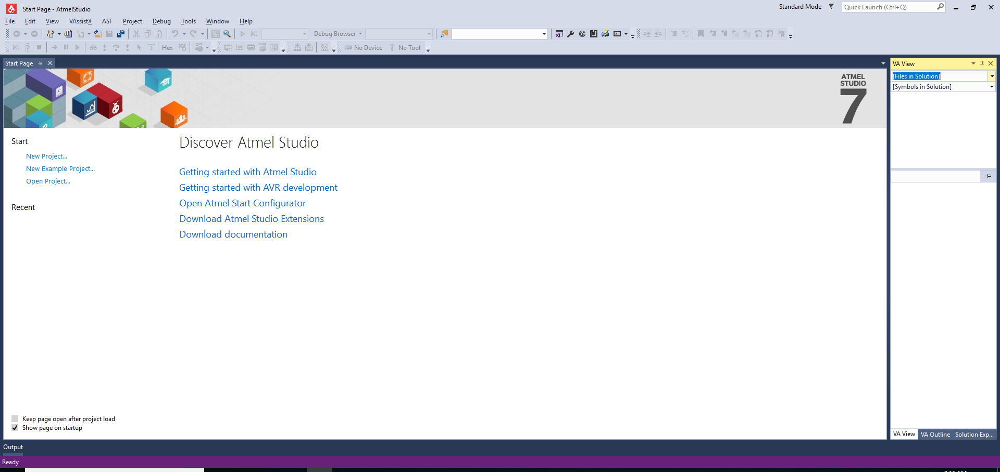 Start Page - AtmelStudio
Standard Mode
Quick Launch (Ctrl+Q)
File Edit View VAssistX ASF Project Debug Tools Window Help
Debug Browser
Hex
No Device
No Tool
Start Page
VA View
[Files in Solution]
[Symbols in Solution]
ATMEL
STUDIO
7
Start
New Project...
New Example Project...
Open Project...
Recent
Discover Atmel Studio
Getting started with Atmel Studio
Getting started with AVR development
Open Atmel Start Configurator
Download Atmel Studio Extensions
Download documentation
Keep page open after project load
Show page on startup
VA View VA Outline Solution Exp...
Output
Ready